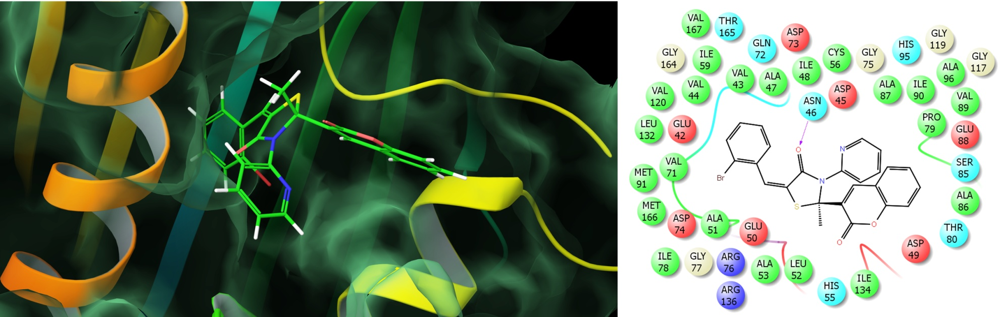 VAL
167
THR
165
ASP
73
GLY
119
GLN
72
HIS
95
GLY
164
ILE
59
CYS
56
GLY
75
GLY
117
ILE
48
ALA
96
VAL
43
ALA
47
VAL
44
ALA
87
ILE
90
ASP
45
VAL
120
ASN
46
VAL
89
PRO
79
LEU
132
GLU
42
GLU
88
O
N
VAL
71
SER
85
MET
91
Br
N
ALA
86
MET
166
S
ASP
74
ALA
51
GLU
50
O
O
THR
80
ASP
49
ILE
78
GLY
77
ARG
76
ALA
53
LEU
52
ILE
134
HIS
55
ARG
136